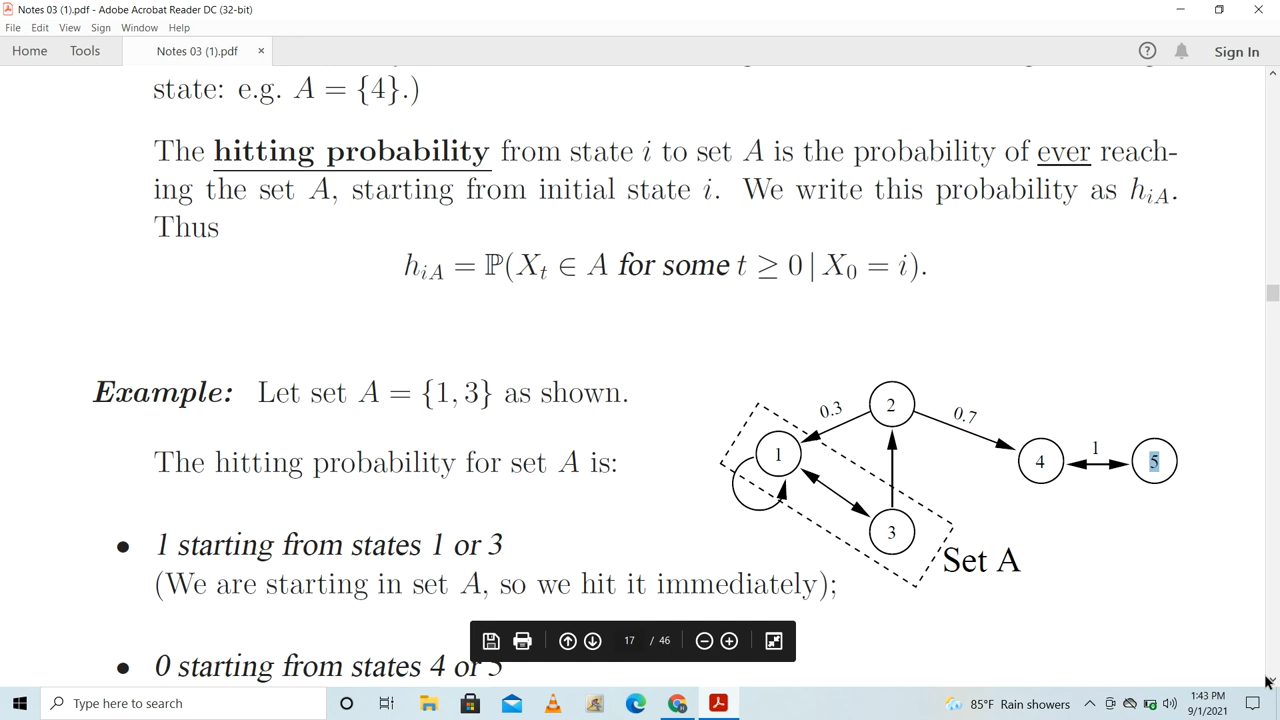 Notes 03 (1).pdf - Adobe Acrobat Reader DC (32-bit)
File Edit View Sign Window Help
Home Tools Notes 03 (1).pdf × ? Sign In
state: e.g. A = {4}.)
The hitting probability from state i to set A is the probability of ever reach-
ing the set A, starting from initial state i. We write this probability as hiA.
Thus
hiA = ℙ(Xt ∈ A for some t ≥ 0 | X0 = i).
Example: Let set A = {1, 3} as shown.
The hitting probability for set A is:
• 1 starting from states 1 or 3
(We are starting in set A, so we hit it immediately);
• 0 starting from states 4 or 5
2
0.3
0.7
1
4
1
5
3
Set A
17 / 46
Type here to search
85°F Rain showers
1:43 PM
9/1/2021